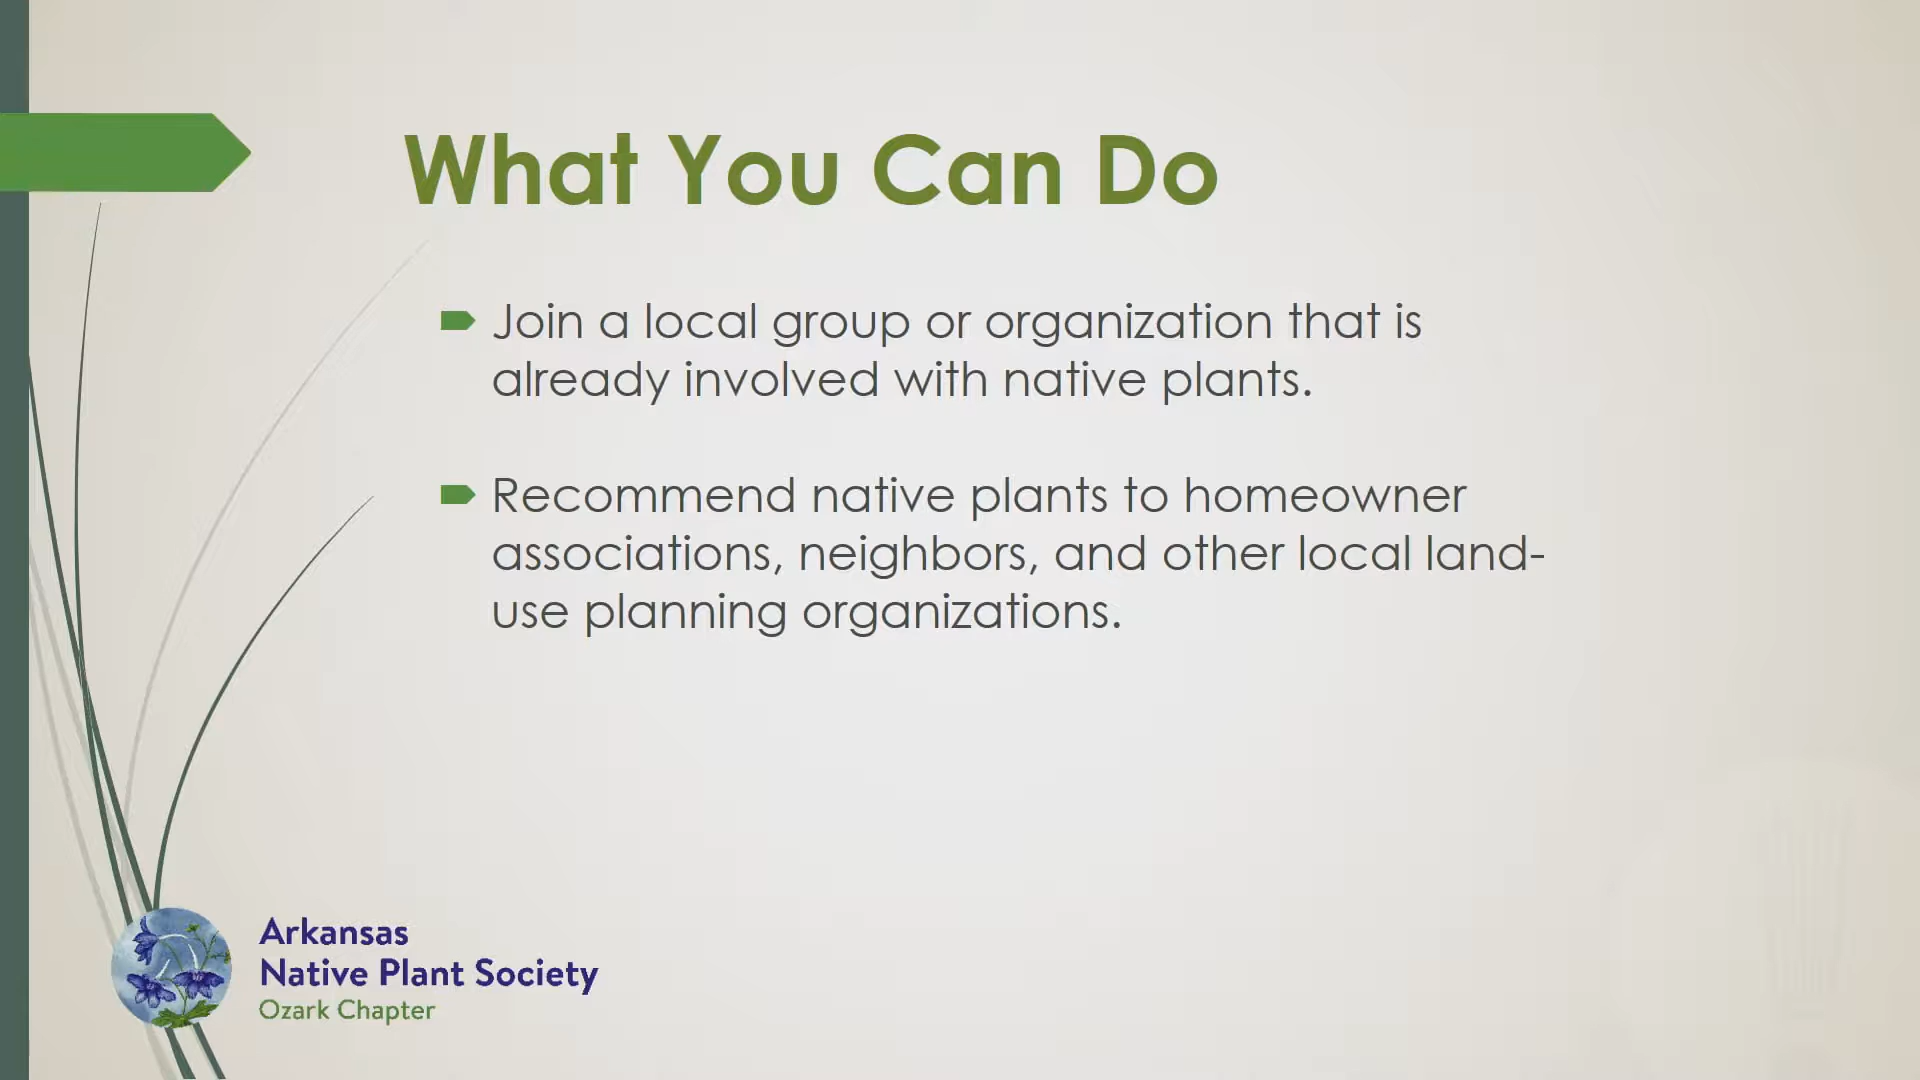 What You Can Do
Join a local group or organization that is
already involved with native plants.
Recommend native plants to homeowner
associations, neighbors, and other local land-
use planning organizations.
Arkansas
Native Plant Society
Ozark Chapter